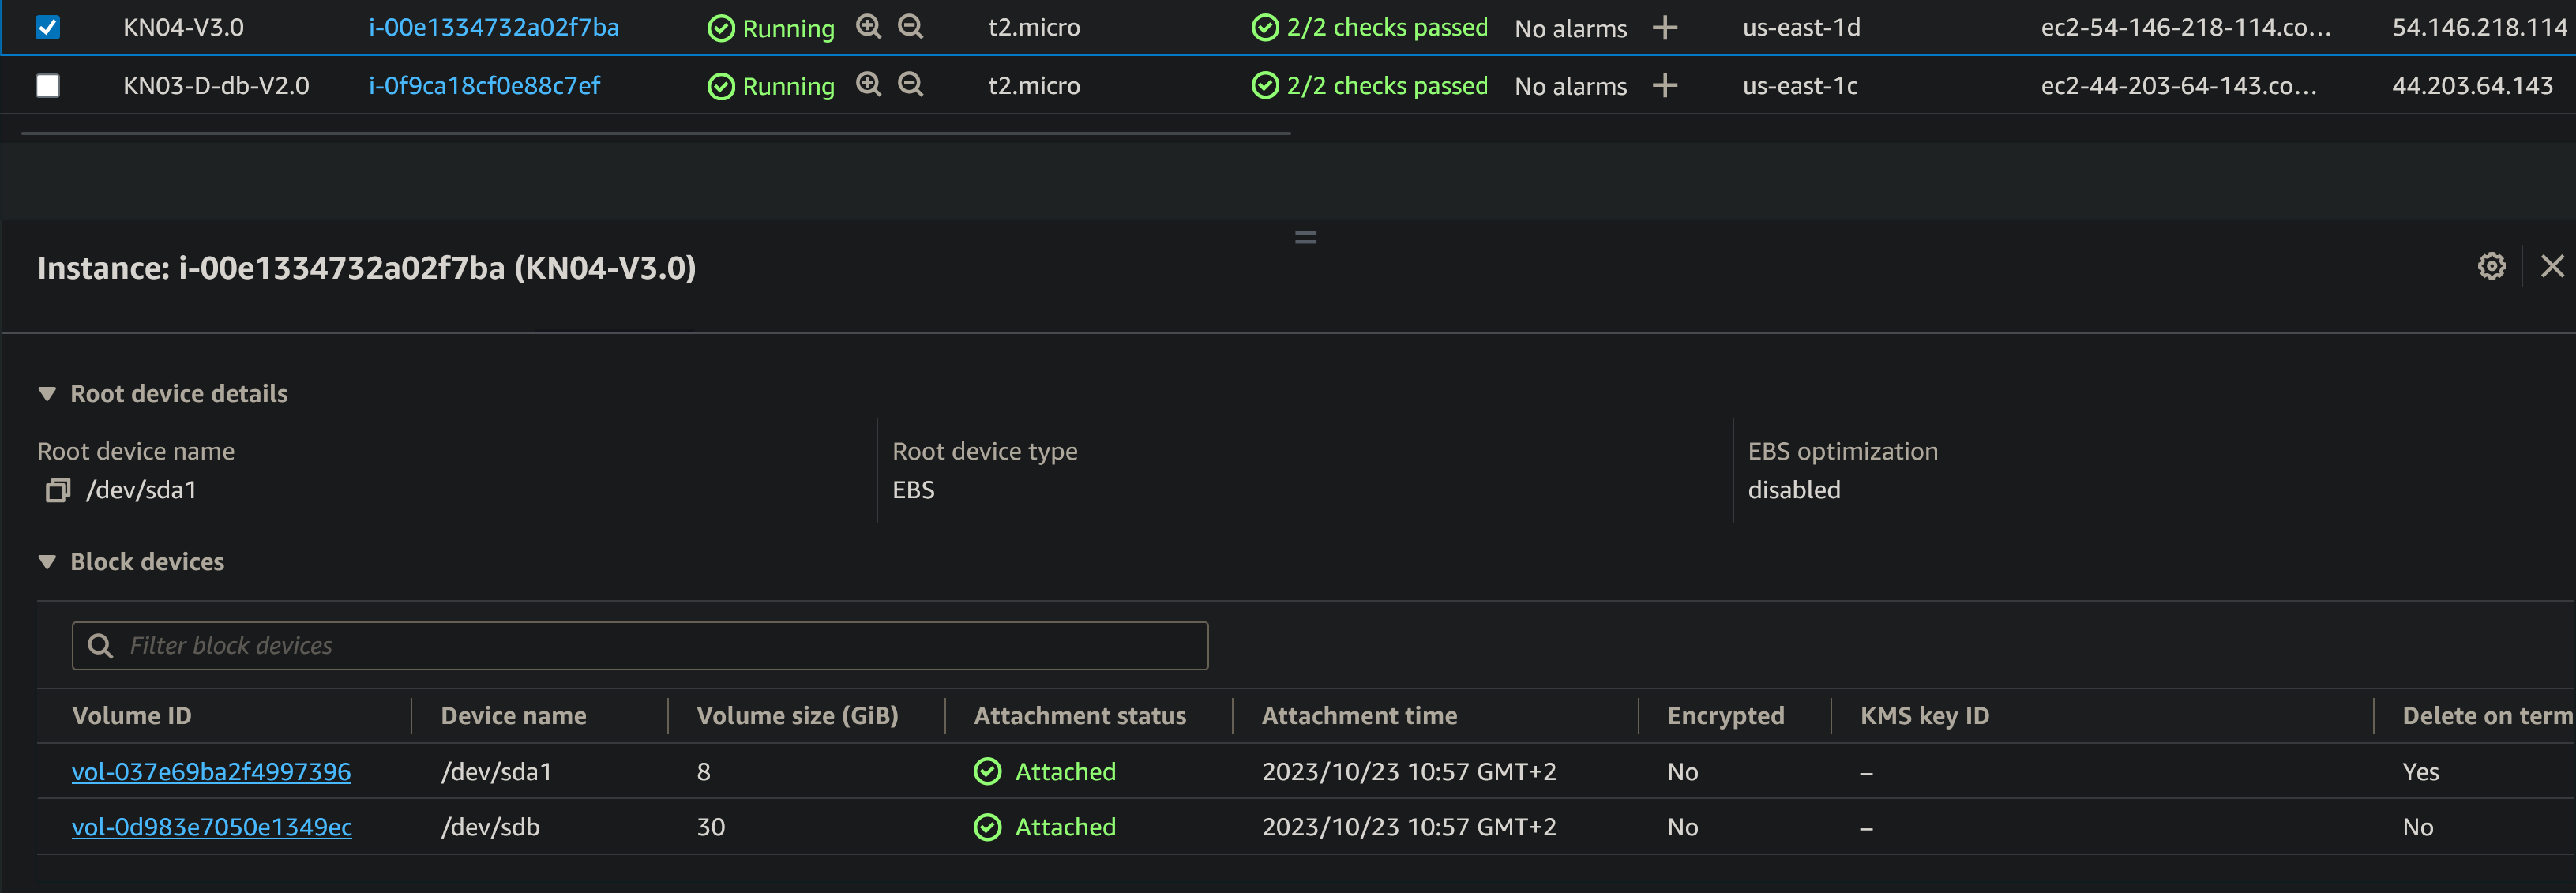 KN04-V3.0 i-00e1334732a02f7ba Running t2.micro 2/2 checks passed No alarms us-east-1d ec2-54-146-218-114.co... 54.146.218.114
KN03-D-db-V2.0 i-0f9ca18cf0e88c7ef Running t2.micro 2/2 checks passed No alarms us-east-1c ec2-44-203-64-143.co... 44.203.64.143
Instance: i-00e1334732a02f7ba (KN04-V3.0)
Root device details
Root device name Root device type EBS optimization
/dev/sda1 EBS disabled
Block devices
Filter block devices
Volume ID Device name Volume size (GiB) Attachment status Attachment time Encrypted KMS key ID Delete on term
vol-037e69ba2f4997396 /dev/sda1 8 Attached 2023/10/23 10:57 GMT+2 No – Yes
vol-0d983e7050e1349ec /dev/sdb 30 Attached 2023/10/23 10:57 GMT+2 No – No